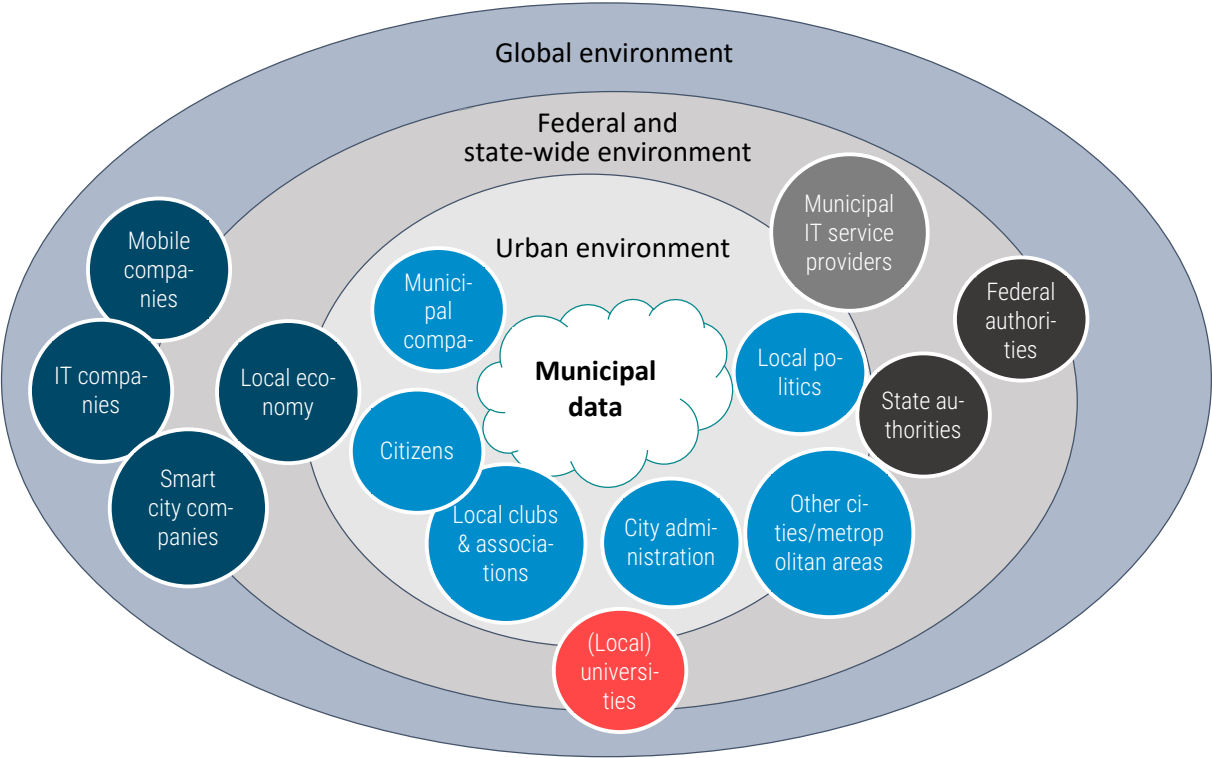 Global environment
Federal and
state-wide environment
Urban environment
Municipal
IT service
providers
Mobile
compa-
nies
Munici-
pal
compa-
Federal
authori-
ties
IT compa-
nies
Local eco-
nomy
Municipal
data
Local po-
litics
State au-
thorities
Citizens
Smart
city com-
panies
Local clubs
& associa-
tions
City admi-
nistration
Other ci-
ties/metrop
olitan areas
(Local)
universi-
ties